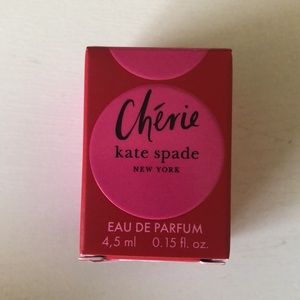 Chérie
kate spade
NEW YORK
EAU DE PARFUM
4,5 ml 0.15 fl. oz.